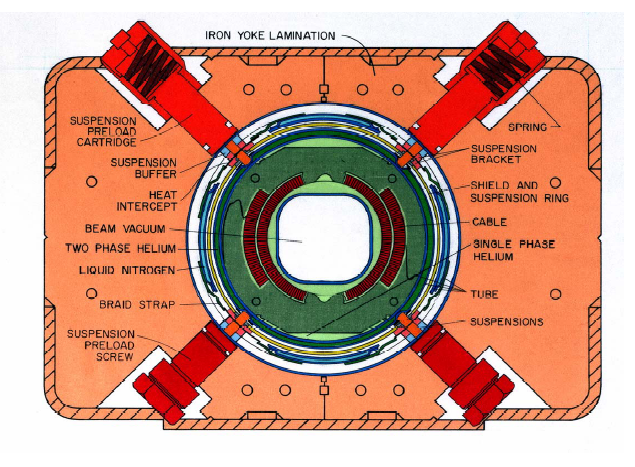 IRON YOKE LAMINATION
SUSPENSION
PRELOAD
CARTRIDGE
SUSPENSION
BUFFER
HEAT
INTERCEPT
BEAM VACUUM
TWO PHASE HELIUM
LIQUID NITROGEN
BRAID STRAP
SUSPENSION
PRELOAD
SCREW
SPRING
SUSPENSION
BRACKET
SHIELD AND
SUSPENSION RING
CABLE
SINGLE PHASE
HELIUM
TUBE
SUSPENSIONS